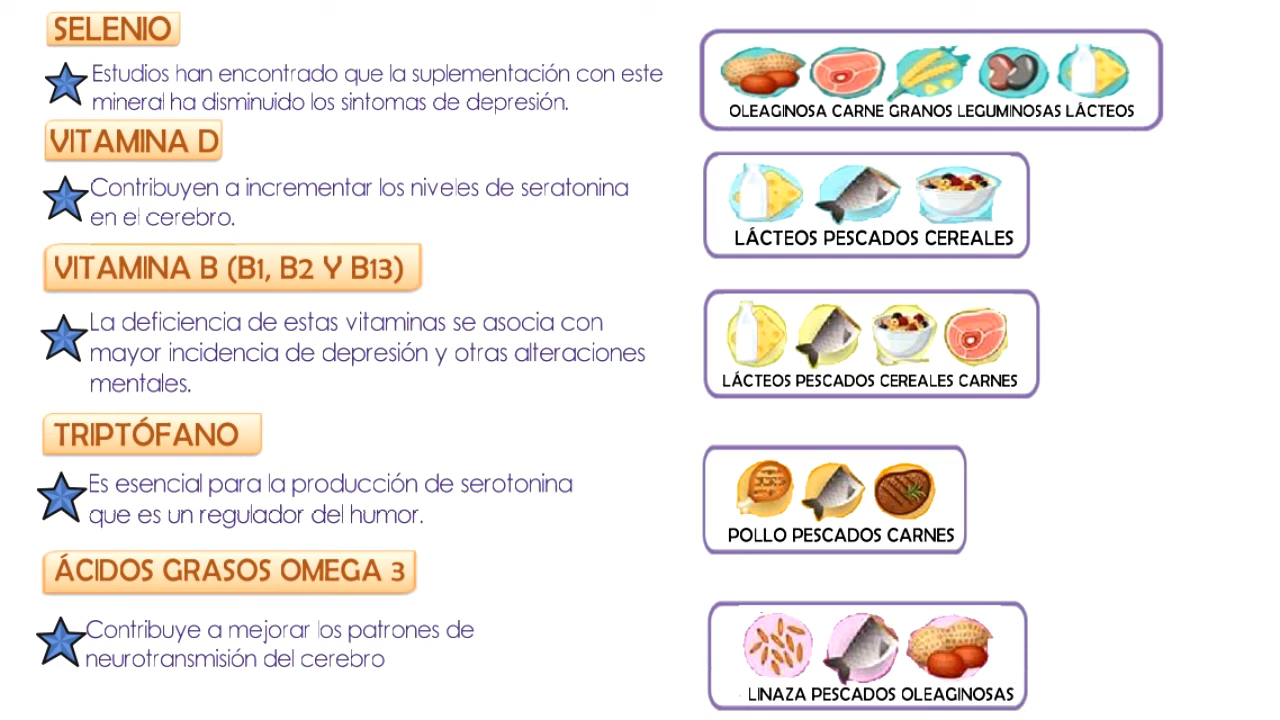 SELENIO
Estudios han encontrado que la suplementación con este
mineral ha disminuido los sintomas de depresión.
OLEAGINOSA CARNE GRANOS LEGUMINOSAS LÁCTEOS
VITAMINA D
Contribuyen a incrementar los niveles de seratonina
en el cerebro.
LÁCTEOS PESCADOS CEREALES
VITAMINA B (B1, B2 Y B13)
La deficiencia de estas vitaminas se asocia con
mayor incidencia de depresión y otras alteraciones
mentales.
LÁCTEOS PESCADOS CEREALES CARNES
TRIPTÓFANO
Es esencial para la producción de serotonina
que es un regulador del humor.
POLLO PESCADOS CARNES
ÁCIDOS GRASOS OMEGA 3
Contribuye a mejorar los patrones de
neurotransmisión del cerebro
LINAZA PESCADOS OLEAGINOSAS